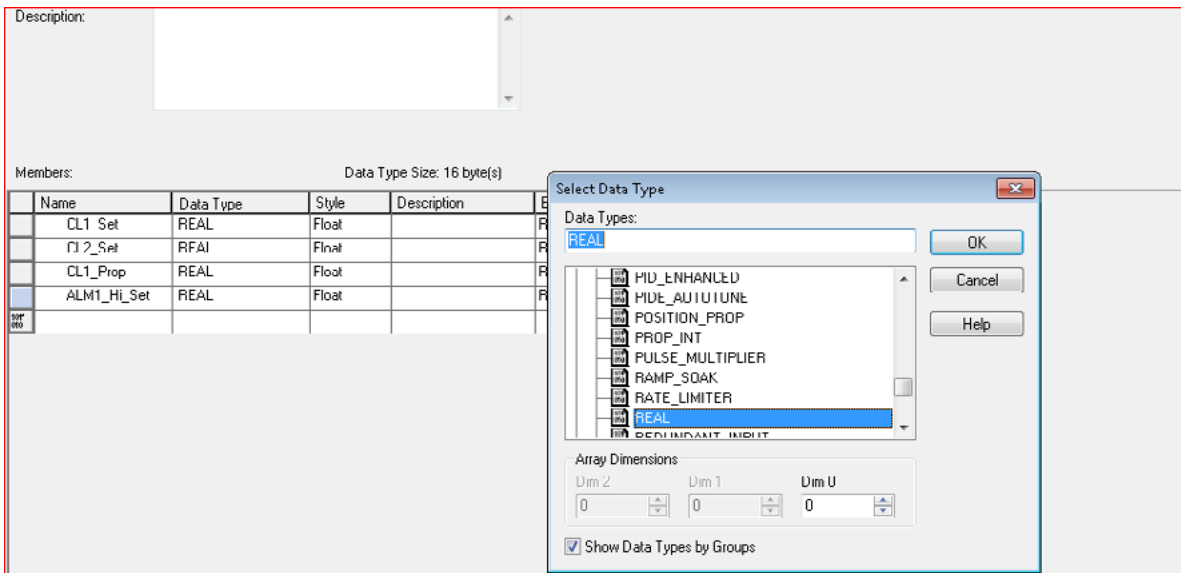 Description:
Members: Data Type Size: 16 byte(s)
Name Data Type Style Description E
CL1_Set REAL Float R
CL2_Set REAL Float R
CL1_Prop REAL Float R
ALM1_Hi_Set REAL Float R
Select Data Type
Data Types:
REAL
OK
PID_ENHANCED
Cancel
PIDE_AUTOTUNE
POSITION_PROP
Help
PROP_INT
PULSE_MULTIPLIER
RAMP_SOAK
RATE_LIMITER
REAL
REDUNDANT_INPUT
Array Dimensions
Dim 2 Dim 1 Dim 0
0 0 0
Show Data Types by Groups